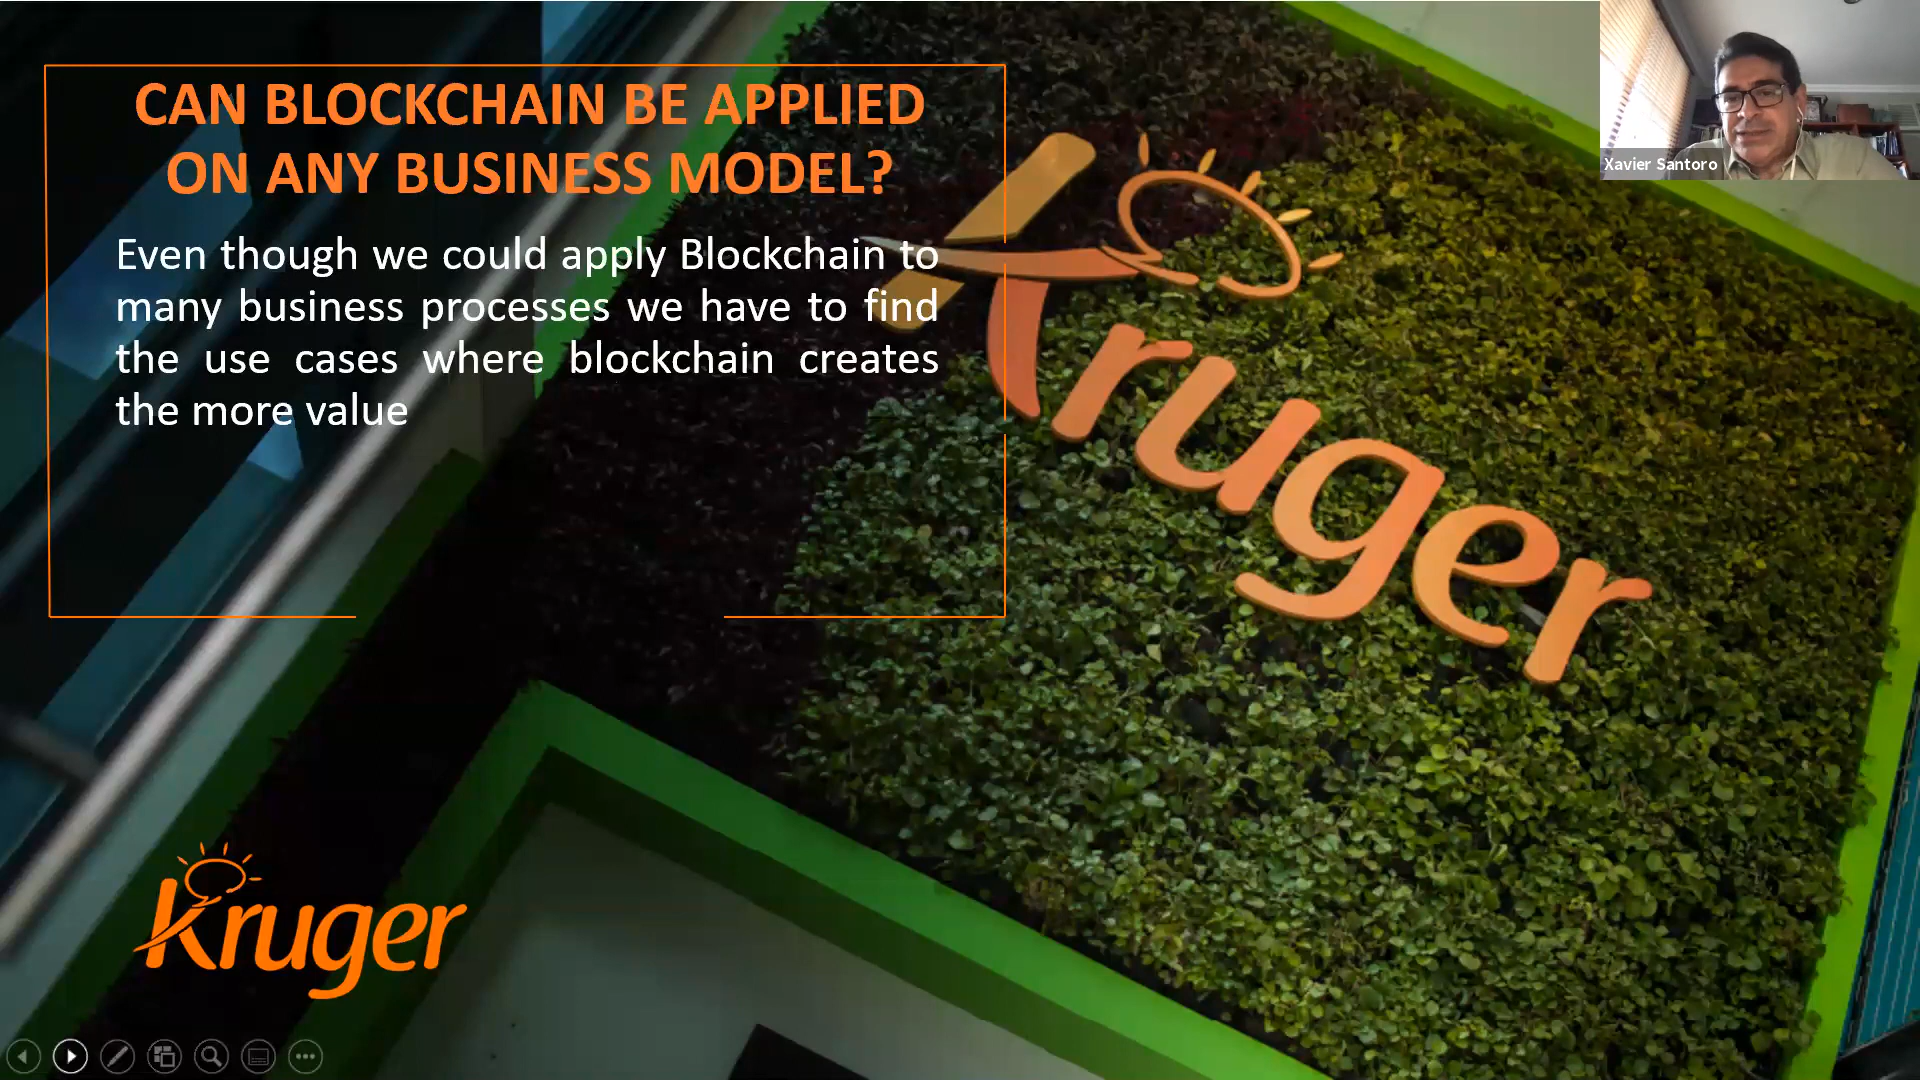 CAN BLOCKCHAIN BE APPLIED
ON ANY BUSINESS MODEL?
Even though we could apply Blockchain to
many business processes we have to find
the use cases where blockchain creates
the more value
Xavier Santoro
Kruger
Kruger